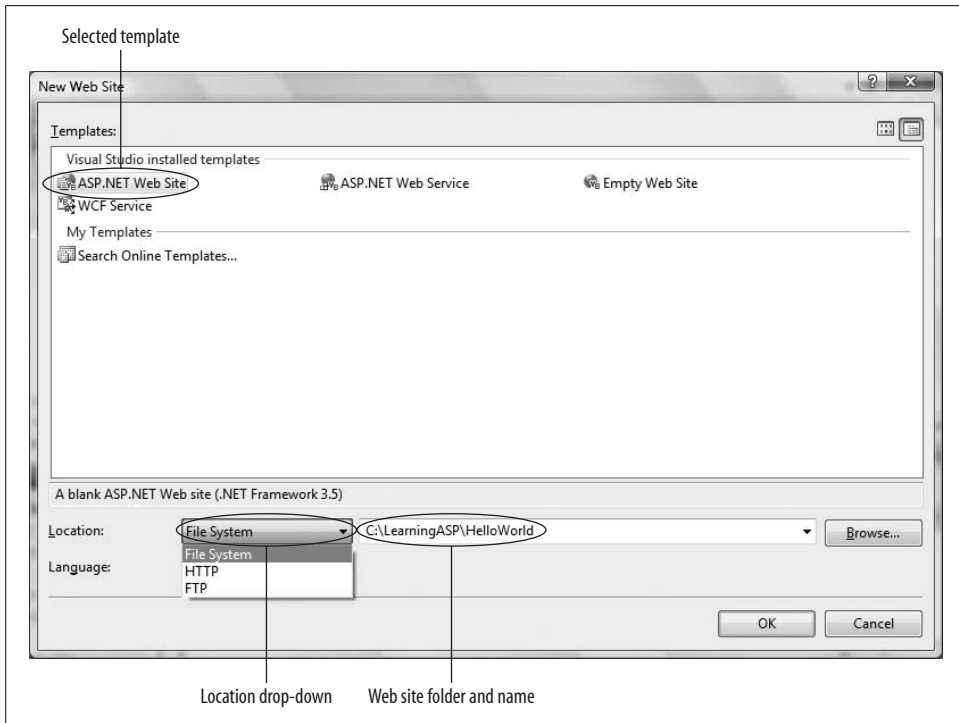 Selected template
New Web Site
Templates:
Visual Studio installed templates
ASP.NET Web Site
ASP.NET Web Service
Empty Web Site
WCF Service
My Templates
Search Online Templates...
A blank ASP.NET Web site (.NET Framework 3.5)
Location:
File System
C:\LearningASP\HelloWorld
Browse...
File System
Language:
HTTP
FTP
OK
Cancel
Location drop-down
Web site folder and name